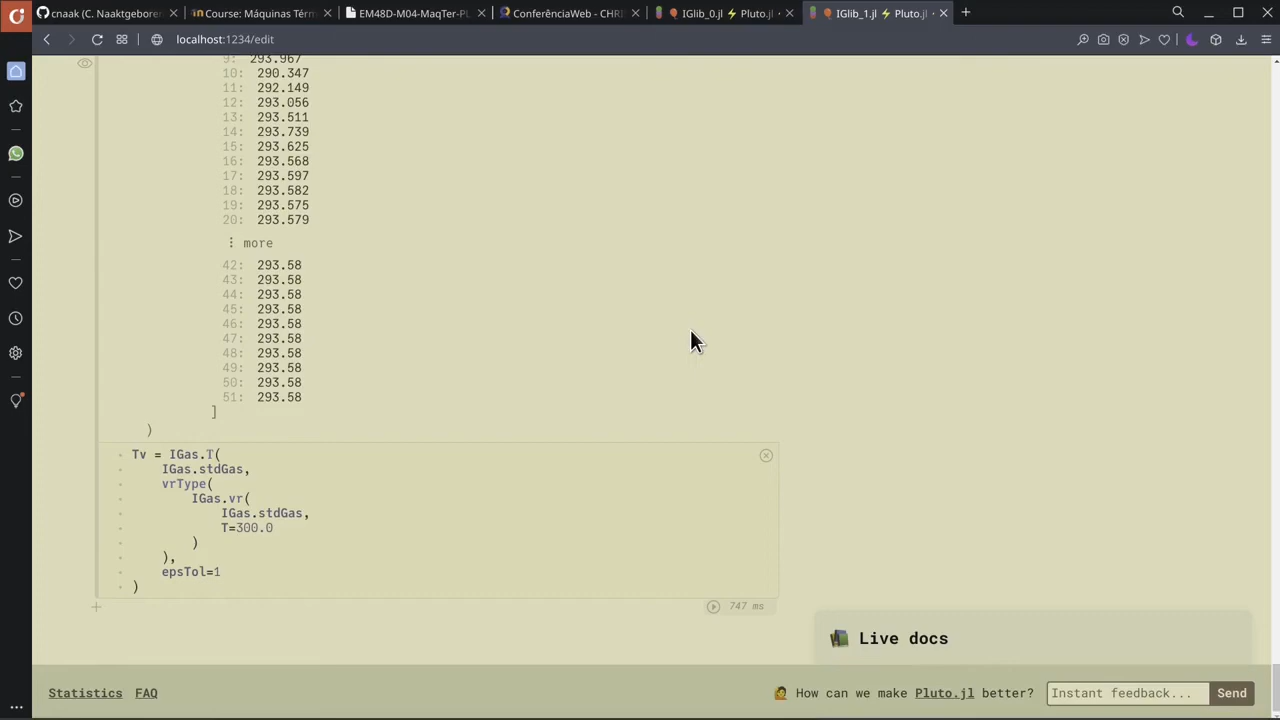 cnaak (C. Naaktgeboren
Course: Máquinas Térm
EM48D-M04-MaqTer-PL
ConferênciaWeb - CHRI
IGlib_0.jl ⚡ Pluto.jl ·
IGlib_1.jl ⚡ Pluto.jl ·
localhost:1234/edit
9: 293.967
10: 290.347
11: 292.149
12: 293.056
13: 293.511
14: 293.739
15: 293.625
16: 293.568
17: 293.597
18: 293.582
19: 293.575
20: 293.579
⋮ more
42: 293.58
43: 293.58
44: 293.58
45: 293.58
46: 293.58
47: 293.58
48: 293.58
49: 293.58
50: 293.58
51: 293.58
]
)
Tv = IGas.T(
IGas.stdGas,
vrType(
IGas.vr(
IGas.stdGas,
T=300.0
)
),
epsTol=1
)
747 ms
Live docs
Statistics FAQ
How can we make Pluto.jl better?
Instant feedback...
Send